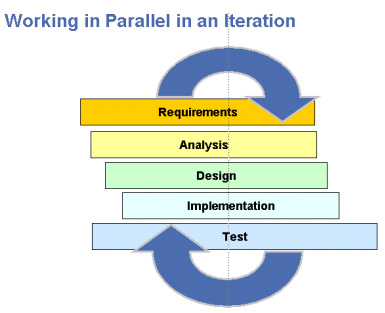 Working in Parallel in an Iteration
Requirements
Analysis
Design
Implementation
Test